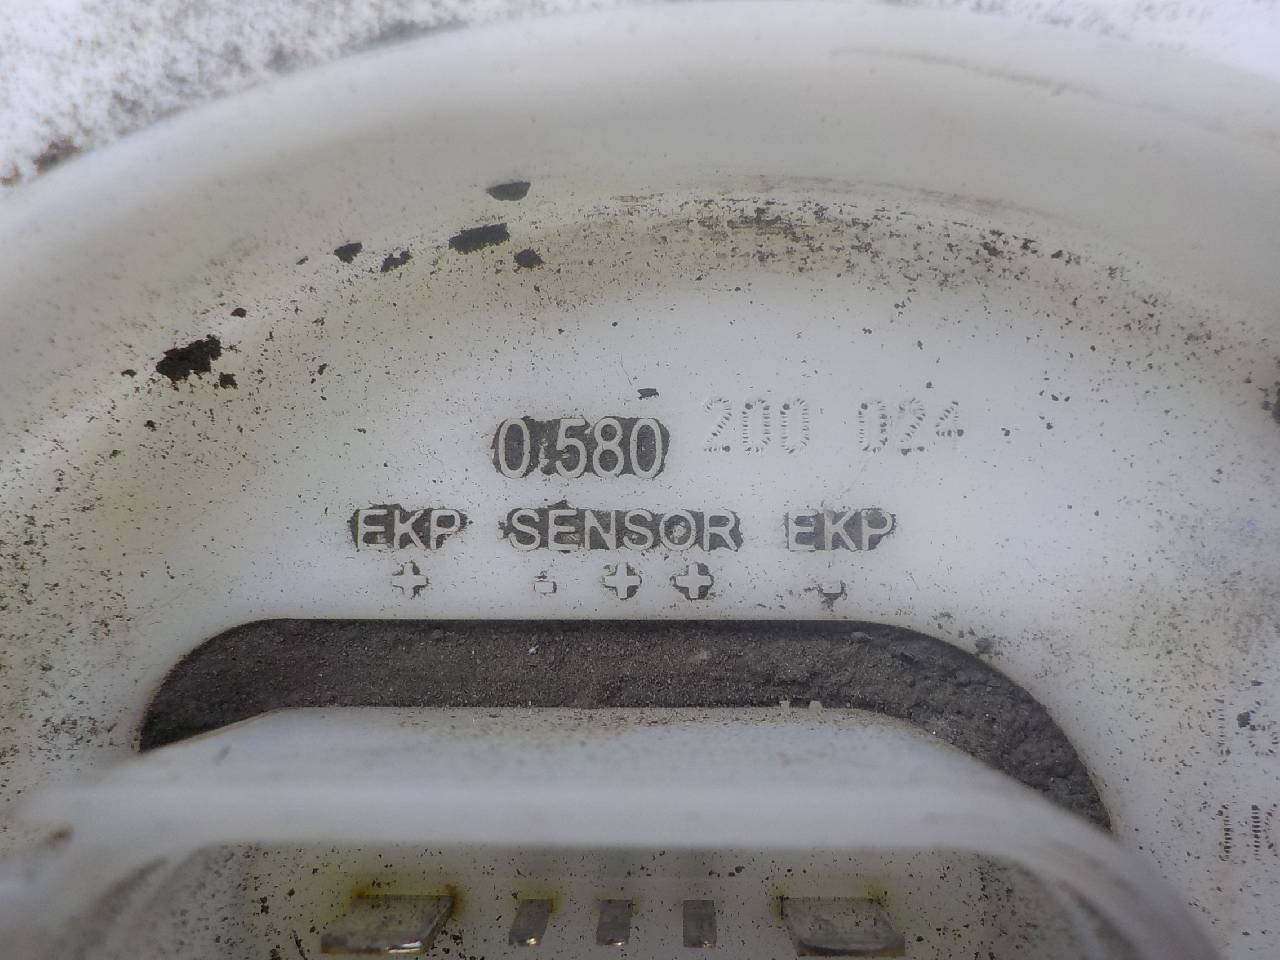 0 580 200 024
EKP SENSOR EKP
+ - + + -